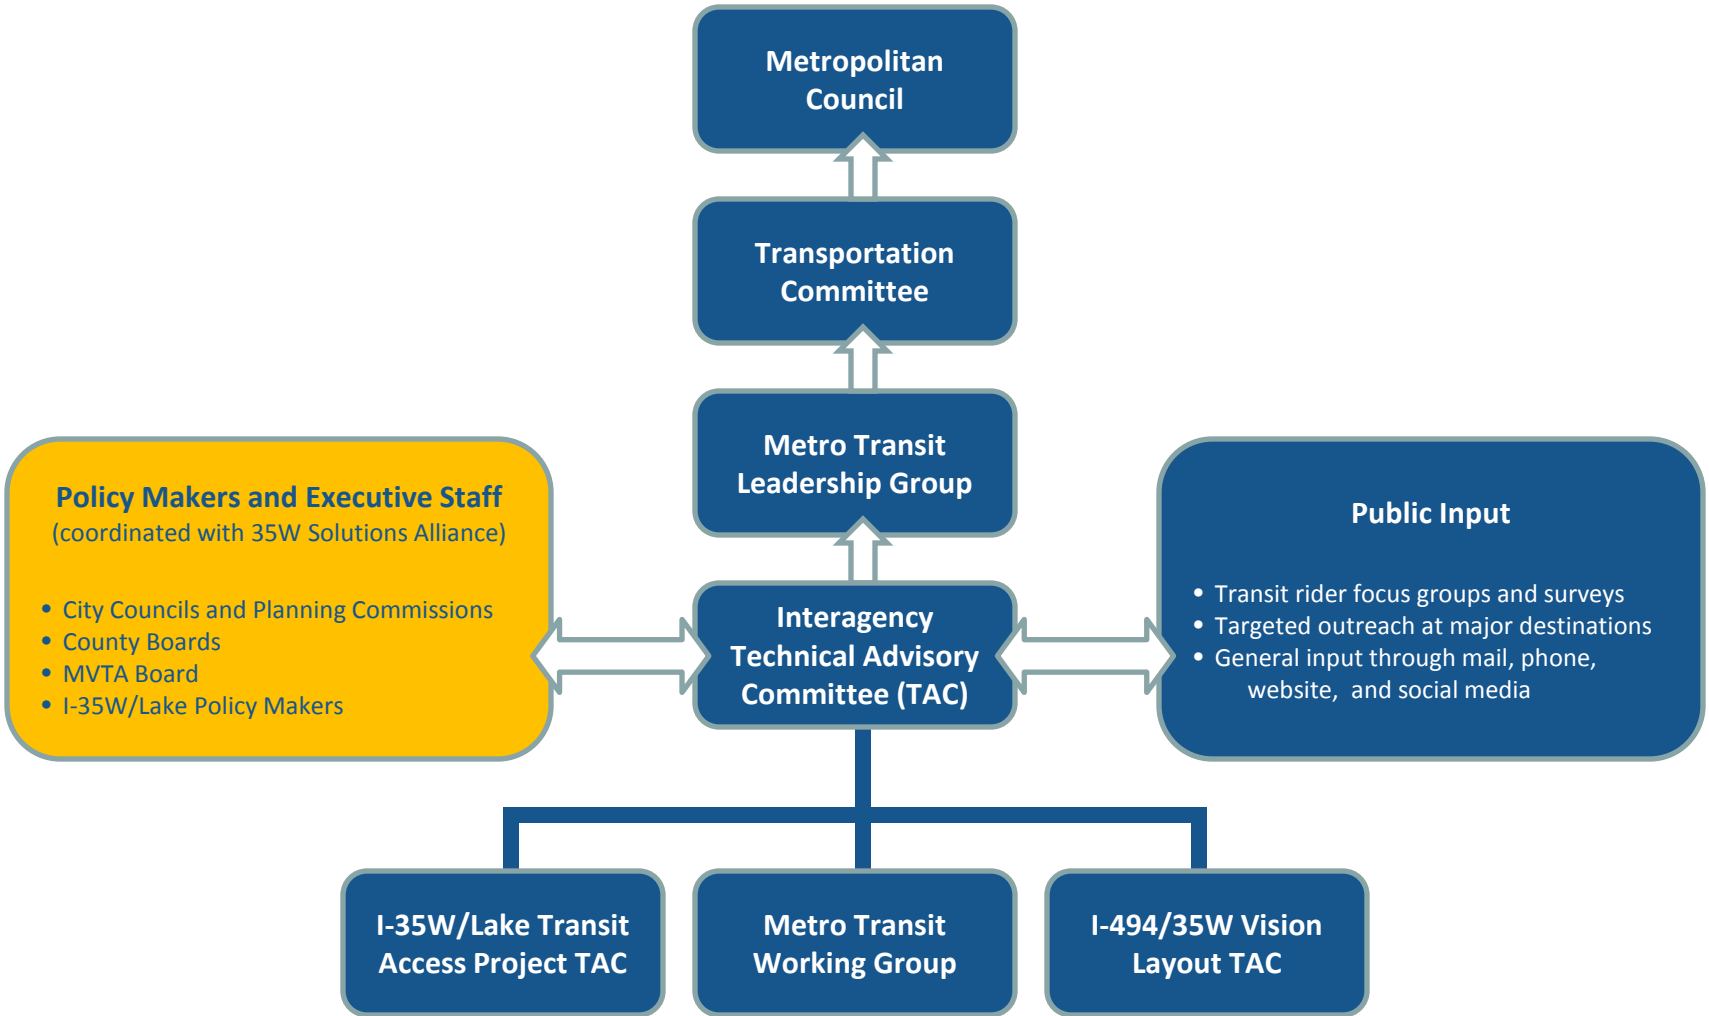 Metropolitan
Council
Transportation
Committee
Metro Transit
Leadership Group
Policy Makers and Executive Staff
(coordinated with 35W Solutions Alliance)
• City Councils and Planning Commissions
• County Boards
• MVTA Board
• I-35W/Lake Policy Makers
Interagency
Technical Advisory
Committee (TAC)
Public Input
• Transit rider focus groups and surveys
• Targeted outreach at major destinations
• General input through mail, phone,
website, and social media
I-35W/Lake Transit
Access Project TAC
Metro Transit
Working Group
I-494/35W Vision
Layout TAC